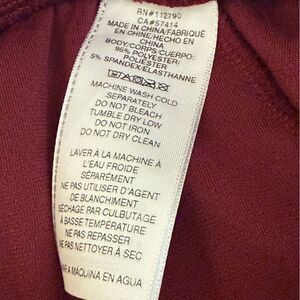 RN#112790
CA#57414
MADE IN CHINA/FABRIQUÉ
EN CHINE/HECHO EN
CHINA
BODY/CORPS/CUERPO:
95% POLYESTER/
POLIÉSTER
5% SPANDEX/ELASTHANNE
MACHINE WASH COLD
SEPARATELY
DO NOT BLEACH
TUMBLE DRY LOW
DO NOT IRON
DO NOT DRY CLEAN
LAVER À LA MACHINE À
L'EAU FROIDE
SÉPARÉMENT
NE PAS UTILISER D'AGENT
DE BLANCHIMENT
SÉCHAGE PAR CULBUTAGE
À BASSE TEMPÉRATURE
NE PAS REPASSER
NE PAS NETTOYER À SEC
A MÁQUINA EN AGUA